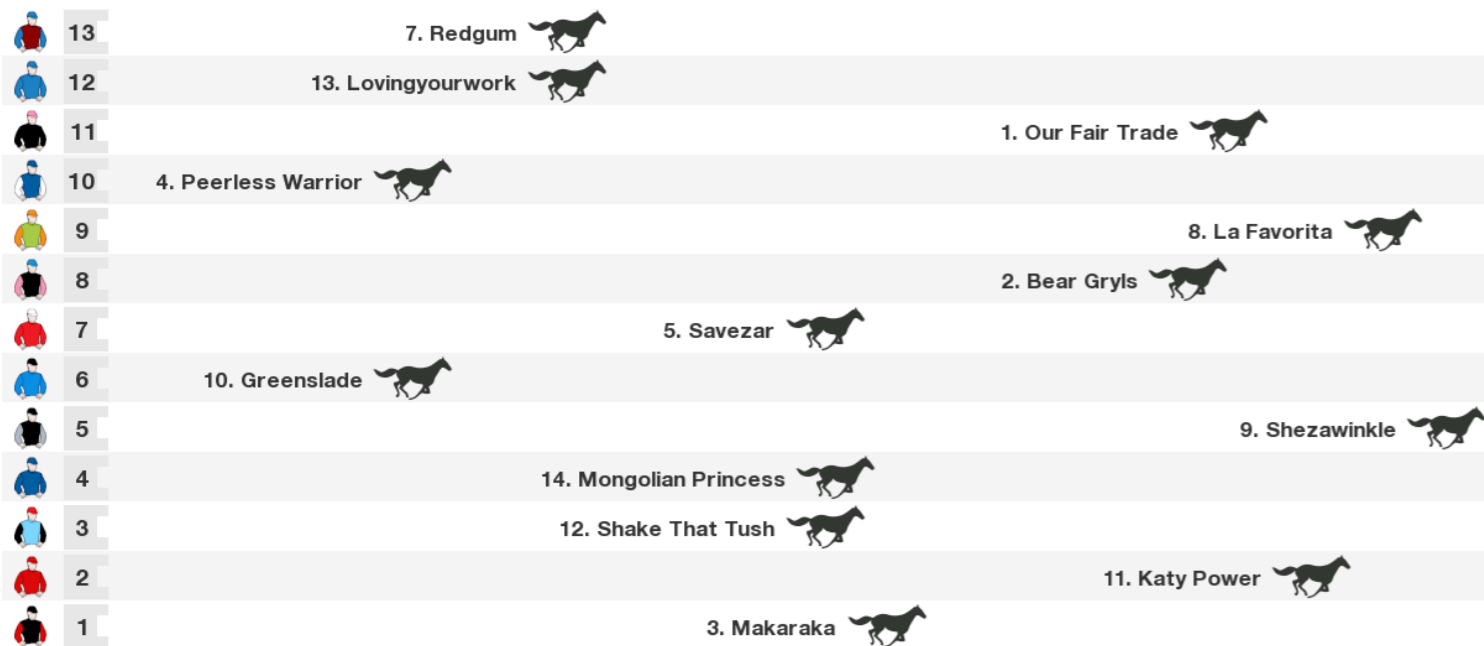 13 7. Redgum
12 13. Lovingyourwork
11 1. Our Fair Trade
10 4. Peerless Warrior
9 8. La Favorita
8 2. Bear Gryls
7 5. Savezar
6 10. Greenslade
5 9. Shezawinkle
4 14. Mongolian Princess
3 12. Shake That Tush
2 11. Katy Power
1 3. Makaraka